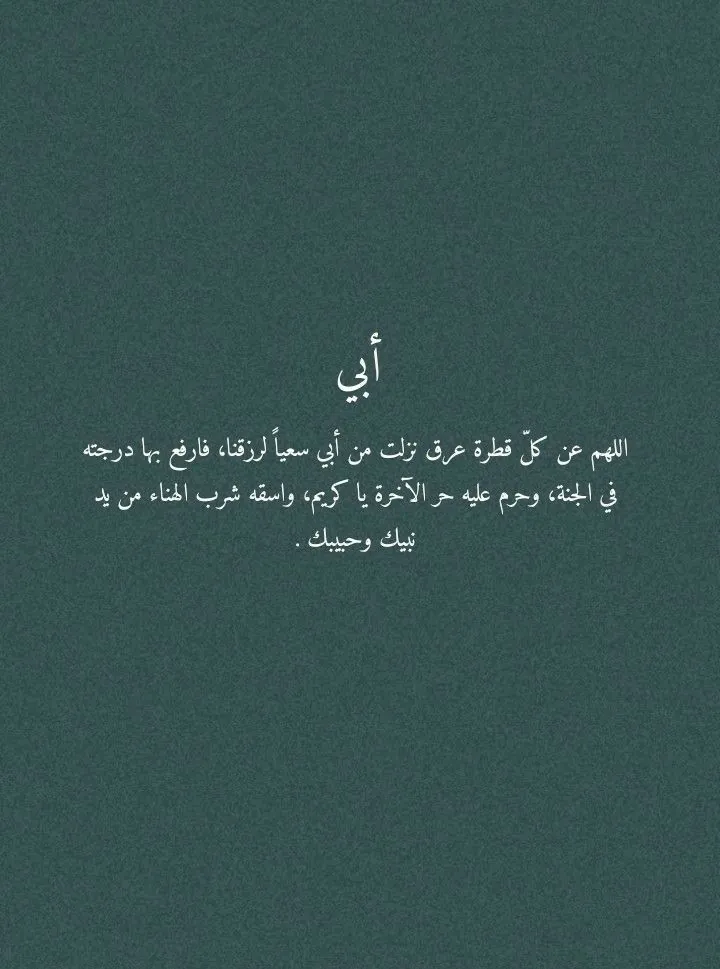 أبي
اللهم عن كلّ قطرة عرق نزلت من أبي سعياً لرزقنا، فارفع بها درجته
في الجنة، وحرم عليه حر الآخرة يا كريم، واسقه شرب الهناء من يد
نبيك وحبيبك .